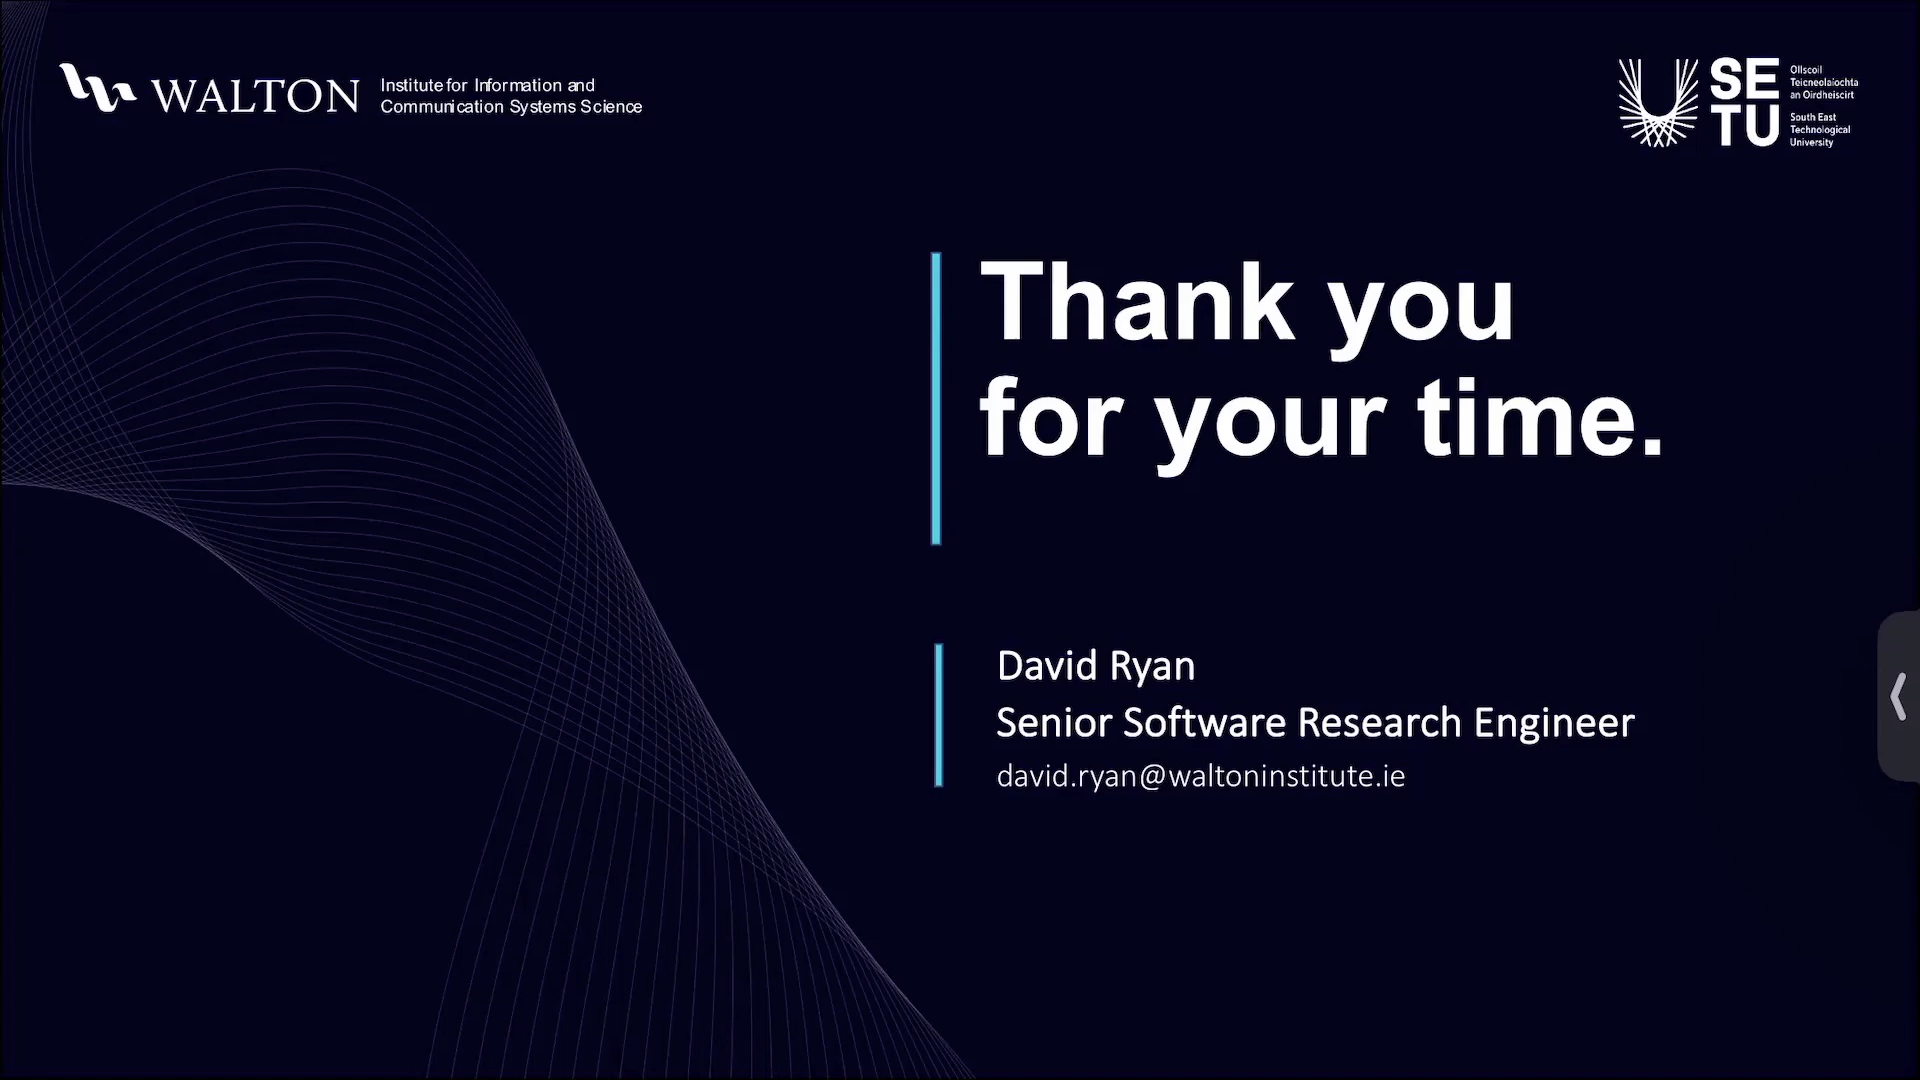 WALTON
Institute for Information and
Communication Systems Science
SE
TU
Ollscoil
Teicneolaíochta
an Oirdheiscirt
South East
Technological
University
Thank you
for your time.
David Ryan
Senior Software Research Engineer
david.ryan@waltoninstitute.ie